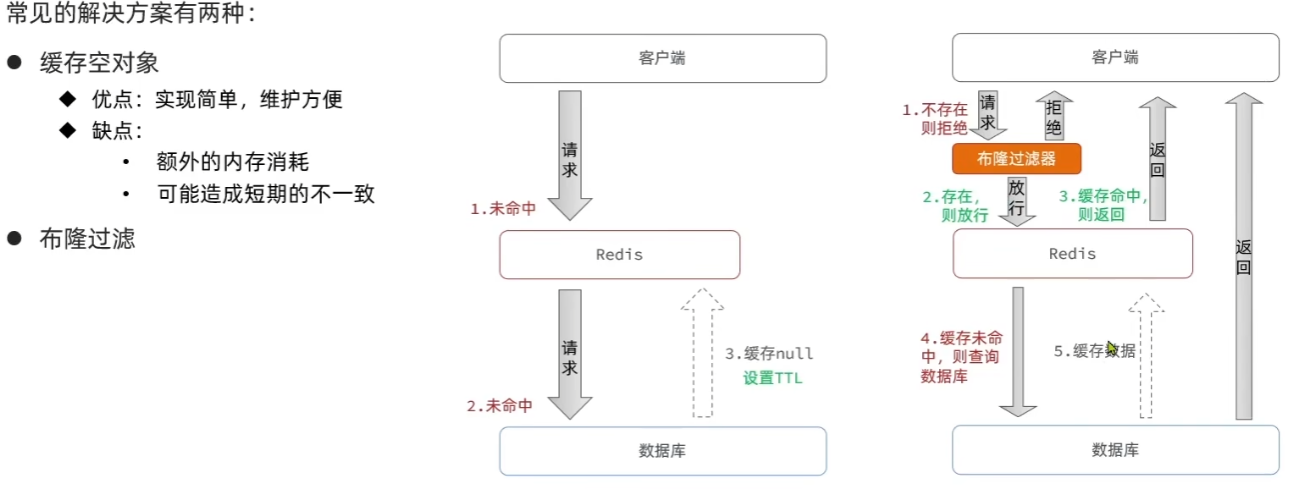 常见的解决方案有两种：
缓存空对象
优点：实现简单，维护方便
缺点：
额外的内存消耗
可能造成短期的不一致
布隆过滤
客户端
请求
1.未命中
Redis
请求
3.缓存null
设置TTL
2.未命中
数据库
客户端
1.不存在
则拒绝
请求
拒绝
布隆过滤器
返回
2.存在，
则放行
放行
3.缓存命中，
则返回
Redis
返回
4.缓存未命
中，则查询
数据库
5.缓存数据
数据库